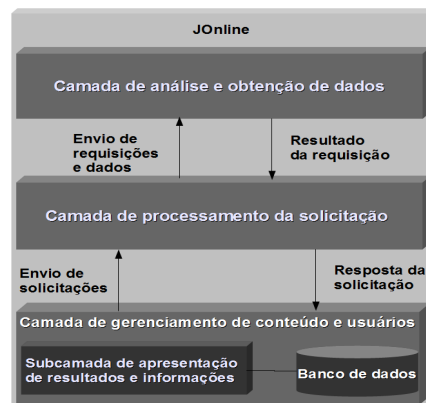 JOnline
Camada de análise e obtenção de dados
Envio de
requisições
e dados
Resultado
da requisição
Camada de processamento da solicitação
Envio de
solicitações
Resposta da
solicitação
Camada de gerenciamento de conteúdo e usuários
Subcamada de apresentação
de resultados e informações
Banco de dados